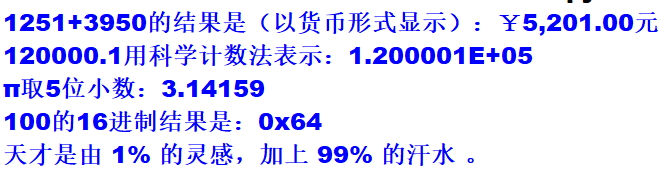 1251+3950的结果是（以货币形式显示）：￥5,201.00元
120000.1用科学计数法表示：1.200001E+05
π取5位小数：3.14159
100的16进制结果是：0x64
天才是由 1% 的灵感，加上 99% 的汗水 。